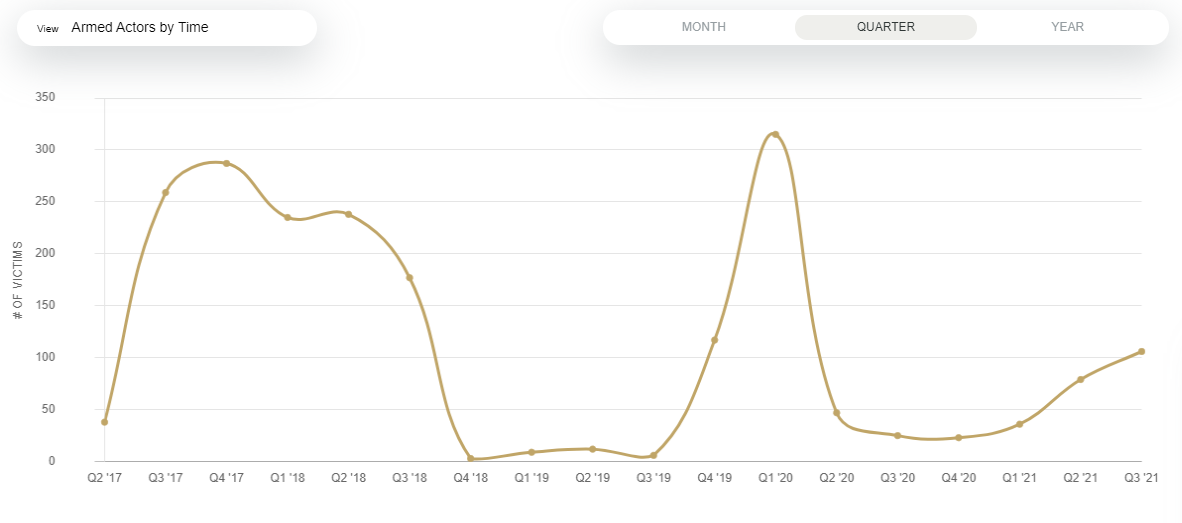 View Armed Actors by Time
MONTH QUARTER YEAR
350
300
250
200
150
100
50
0
# OF VICTIMS
Q2 '17 Q3 '17 Q4 '17 Q1 '18 Q2 '18 Q3 '18 Q4 '18 Q1 '19 Q2 '19 Q3 '19 Q4 '19 Q1 '20 Q2 '20 Q3 '20 Q4 '20 Q1 '21 Q2 '21 Q3 '21